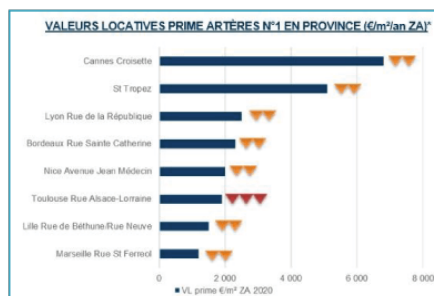 VALEURS LOCATIVES PRIME ARTÈRES N°1 EN PROVINCE (€/m²/an ZA)*
Cannes Croisette
St Tropez
Lyon Rue de la République
Bordeaux Rue Sainte Catherine
Nice Avenue Jean Médecin
Toulouse Rue Alsace-Lorraine
Lille Rue de Béthune/Rue Neuve
Marseille Rue St Ferreol
0 2 000 4 000 6 000 8 000
VL prime €/m² ZA 2020